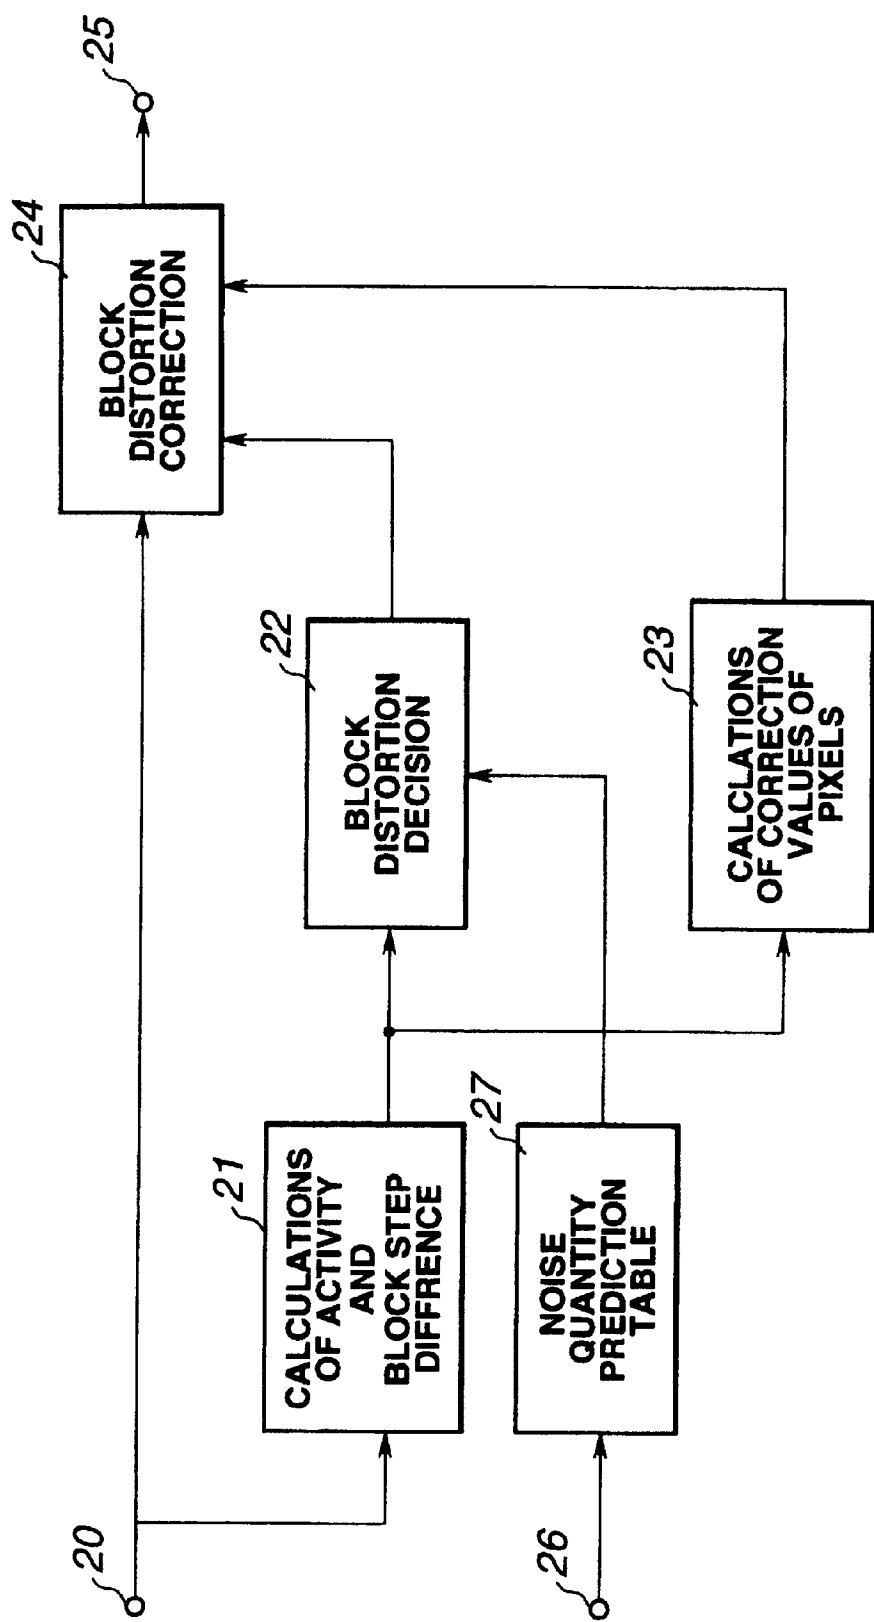 20
21
CALCULATIONS
OF ACTIVITY
AND
BLOCK STEP
DIFFRENCE
22
BLOCK
DISTORTION
DECISION
24
BLOCK
DISTORTION
CORRECTION
25
26
27
NOISE
QUANTITY
PREDICTION
TABLE
23
CALCLATIONS
OF CORRECTION
VALUES OF
PIXELS